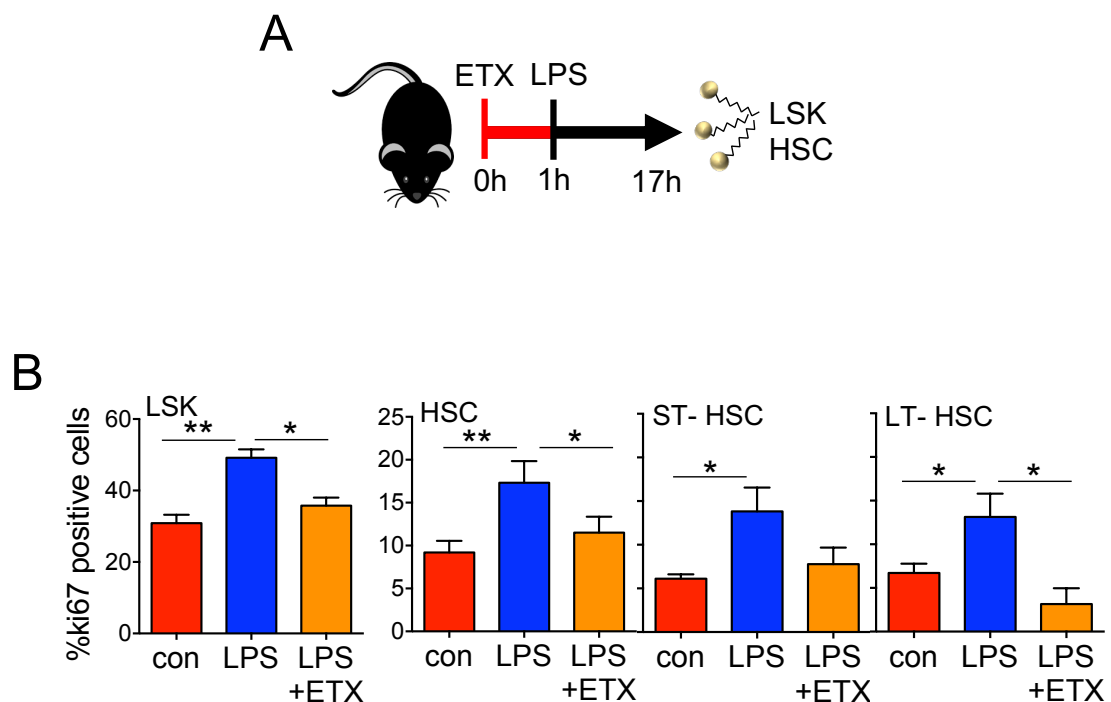 A
ETX LPS
0h 1h 17h
LSK
HSC
B
%ki67 positive cells
LSK
60
40
20
0
** *
con LPS LPS
+ETX
HSC
25
20
15
10
5
0
** *
con LPS LPS
+ETX
ST- HSC
*
con LPS LPS
+ETX
LT- HSC
* *
con LPS LPS
+ETX